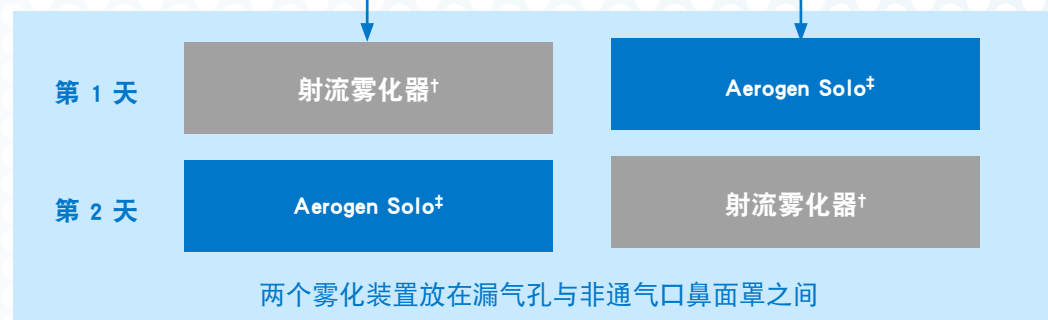 第 1 天
射流雾化器†
Aerogen Solo‡
第 2 天
Aerogen Solo‡
射流雾化器†
两个雾化装置放在漏气孔与非通气口鼻面罩之间